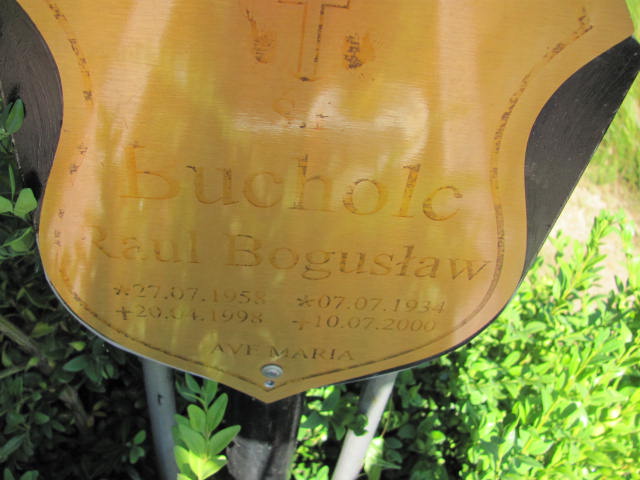 Ś.P.
Bucholc
Raul Bogusław
*27.07.1958 *07.07.1934
+20.04.1998 +10.07.2000
AVE MARIA